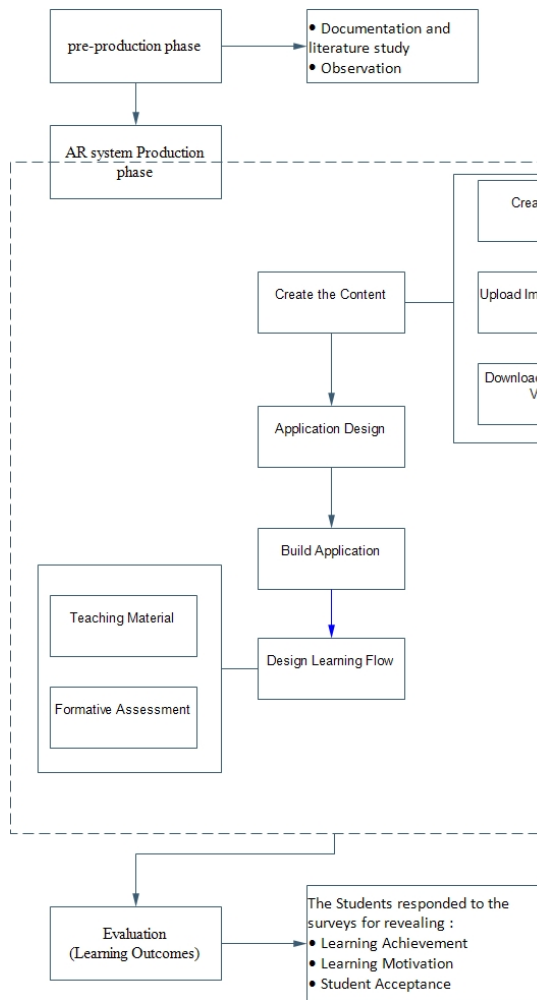 pre-production phase
● Documentation and
literature study
● Observation
AR system Production
phase
Create the Content
Upload
Application Design
Build Application
Teaching Material
Design Learning Flow
Formative Assessment
Evaluation
(Learning Outcomes)
The Students responded to the
surveys for revealing :
● Learning Achievement
● Learning Motivation
● Student Acceptance